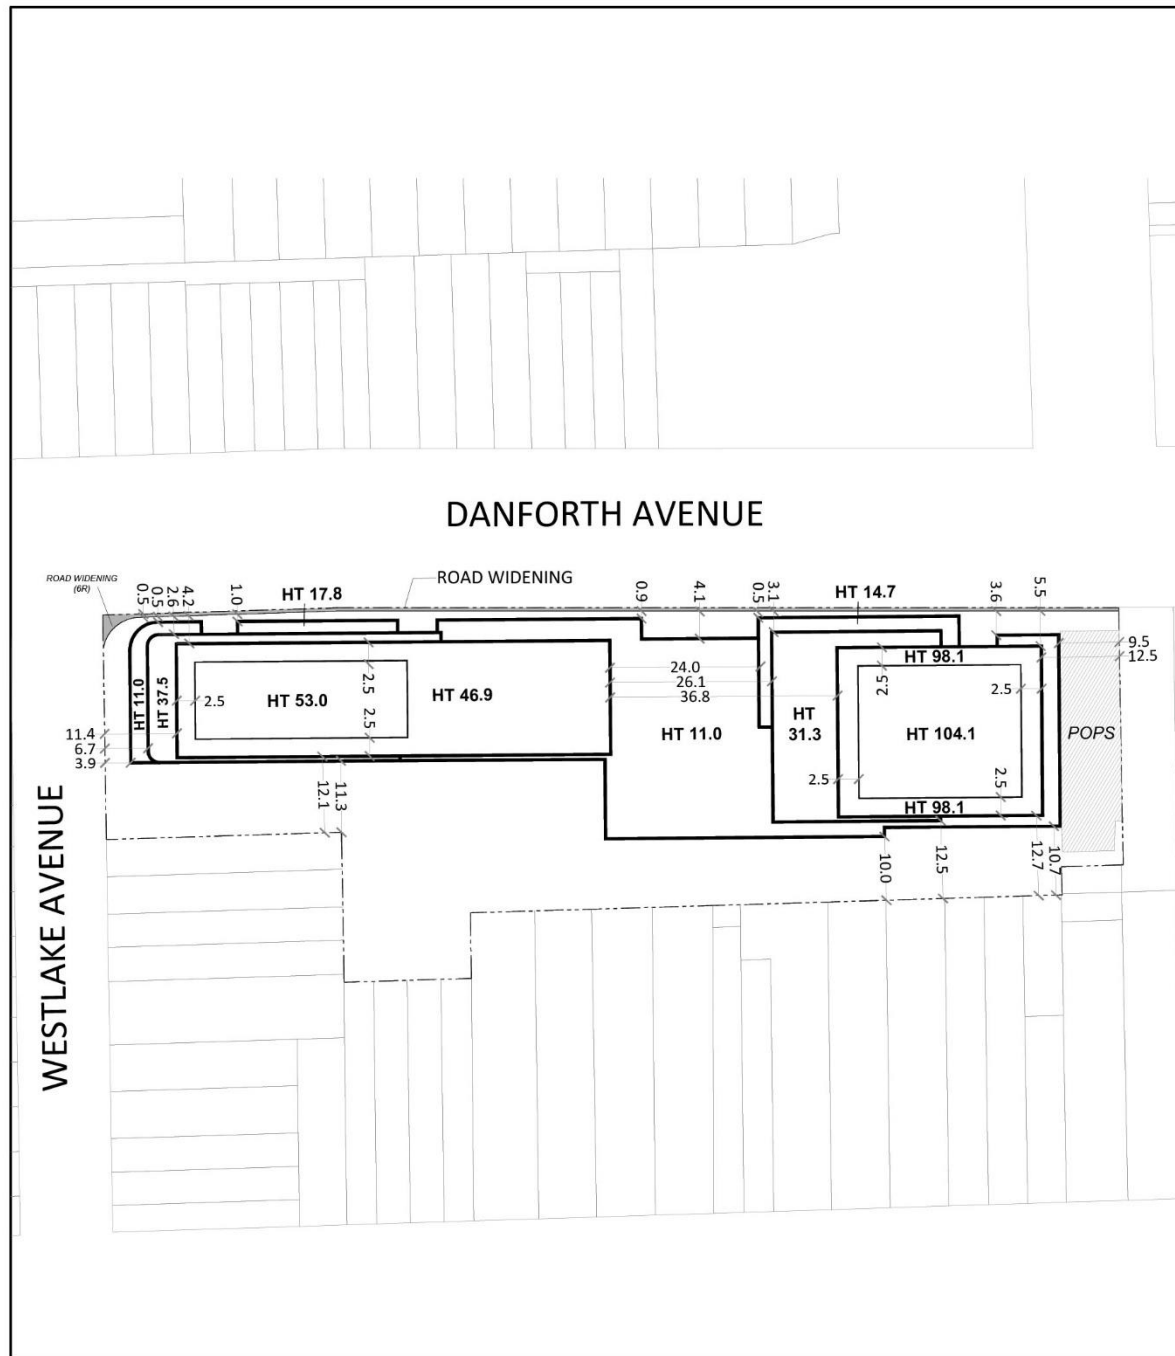 DANFORTH AVENUE
ROAD WIDENING
(6R)
ROAD WIDENING
0.5
0.5
2.6
4.2
1.0
HT 17.8
0.9
4.1
0.5
3.1
HT 14.7
3.6
5.5
9.5
12.5
HT 11.0
HT 37.5
2.5
HT 53.0
2.5
2.5
HT 46.9
24.0
26.1
36.8
HT 11.0
HT
31.3
HT 98.1
2.5
2.5
HT 104.1
2.5
2.5
HT 98.1
POPS
11.4
6.7
3.9
12.1
11.3
10.0
12.5
12.7
10.7
WESTLAKE AVENUE